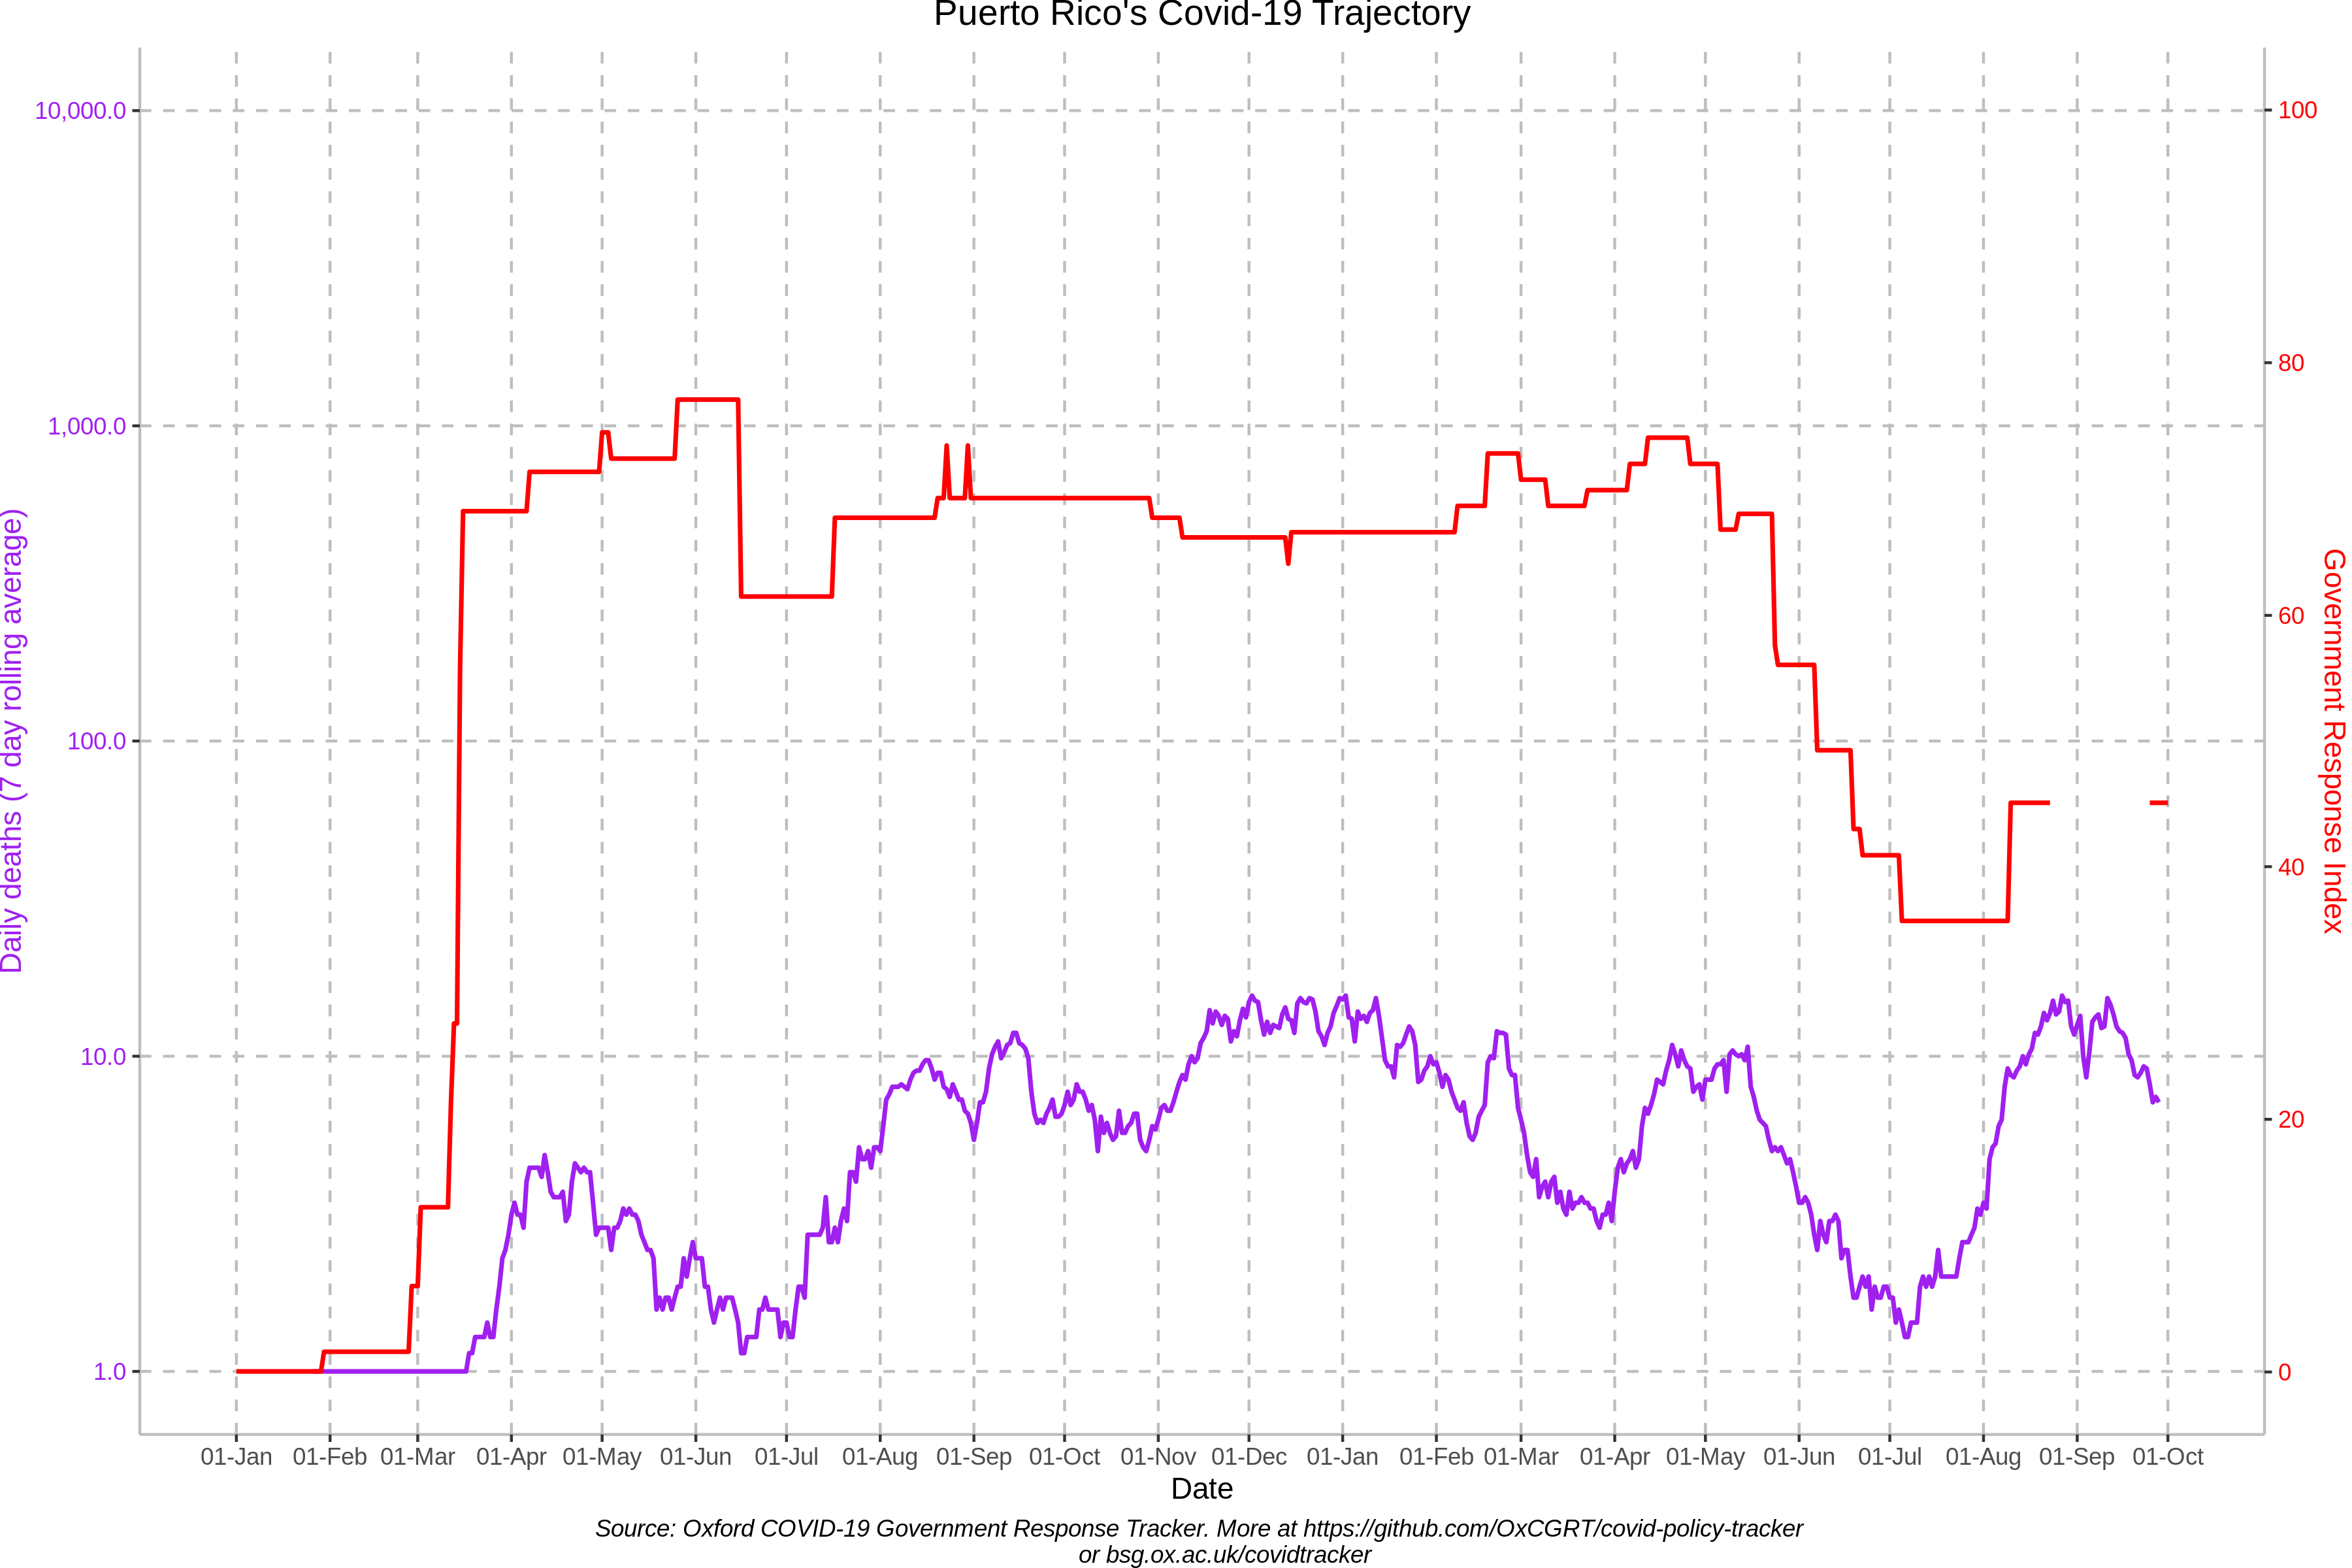 Puerto Rico's Covid-19 Trajectory
10,000.0
1,000.0
100.0
10.0
1.0
Daily deaths (7 day rolling average)
100
80
60
40
20
0
Government Response Index
01-Jan 01-Feb 01-Mar 01-Apr 01-May 01-Jun 01-Jul 01-Aug 01-Sep 01-Oct 01-Nov 01-Dec 01-Jan 01-Feb 01-Mar 01-Apr 01-May 01-Jun 01-Jul 01-Aug 01-Sep 01-Oct
Date
Source: Oxford COVID-19 Government Response Tracker. More at https://github.com/OxCGRT/covid-policy-tracker
or bsg.ox.ac.uk/covidtracker